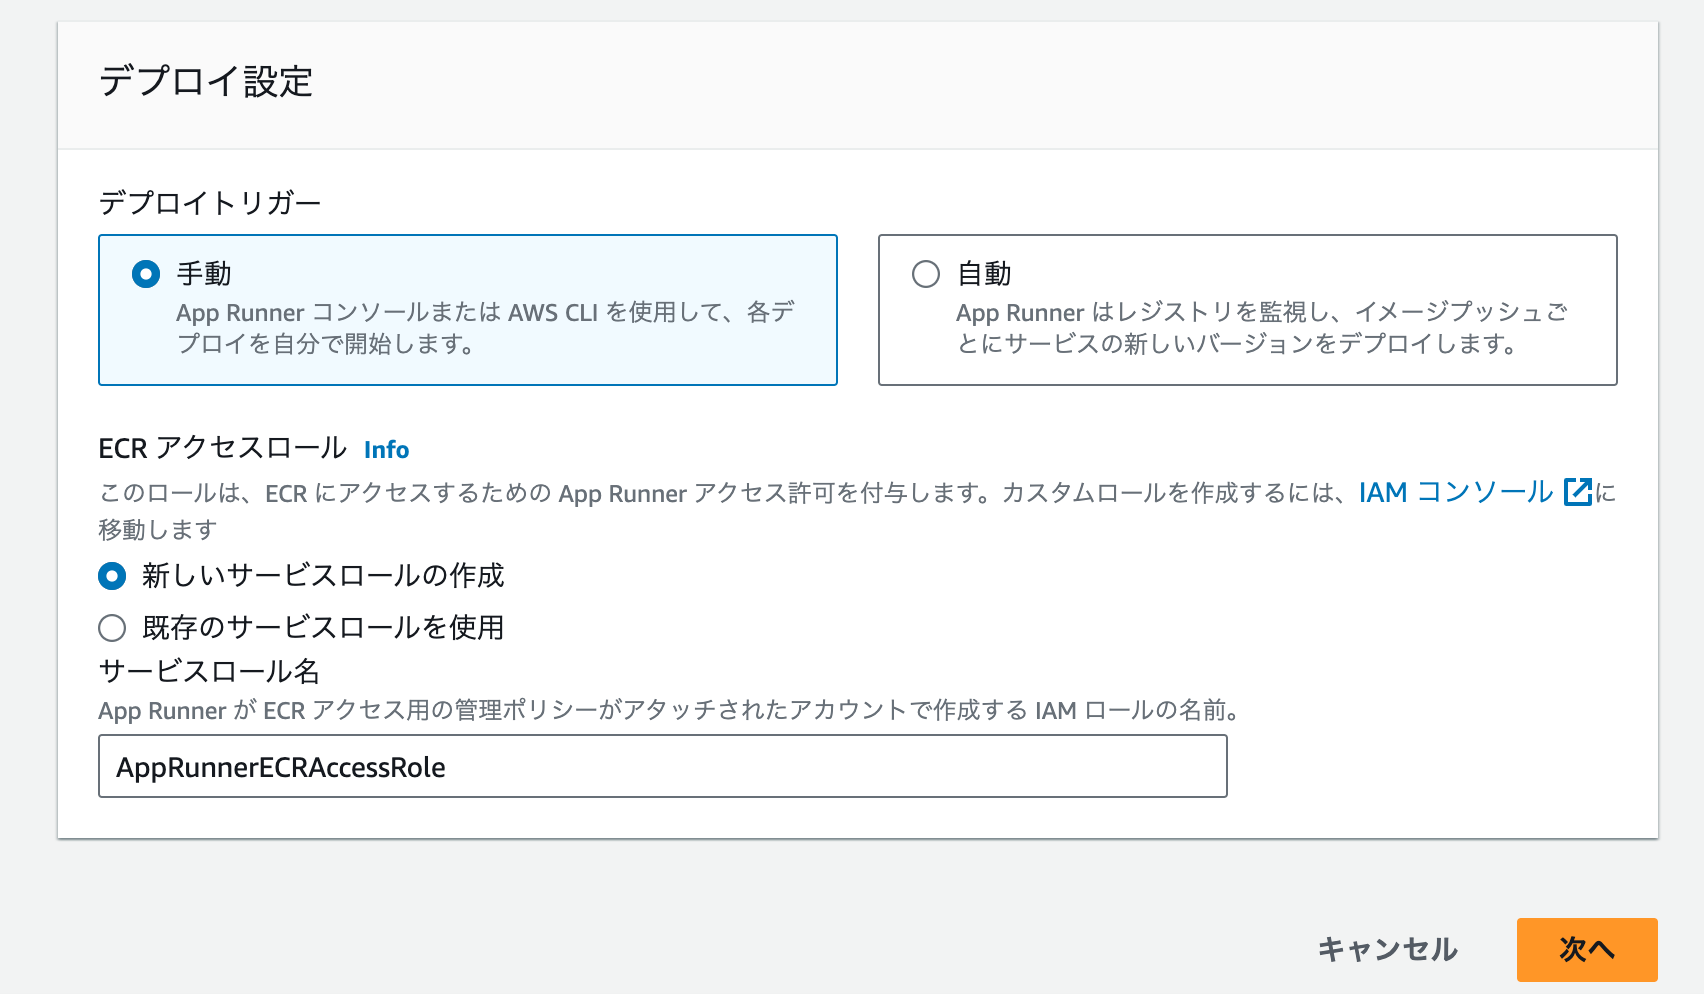 デプロイ設定
デプロイトリガー
手動
App Runner コンソールまたは AWS CLI を使用して、各デ
プロイを自分で開始します。
自動
App Runner はレジストリを監視し、イメージプッシュご
とにサービスの新しいバージョンをデプロイします。
ECR アクセスロール Info
このロールは、ECR にアクセスするための App Runner アクセス許可を付与します。カスタムロールを作成するには、IAM コンソール に
移動します
新しいサービスロールの作成
既存のサービスロールを使用
サービスロール名
App Runner が ECR アクセス用の管理ポリシーがアタッチされたアカウントで作成する IAM ロールの名前。
AppRunnerECRAccessRole
キャンセル 次へ